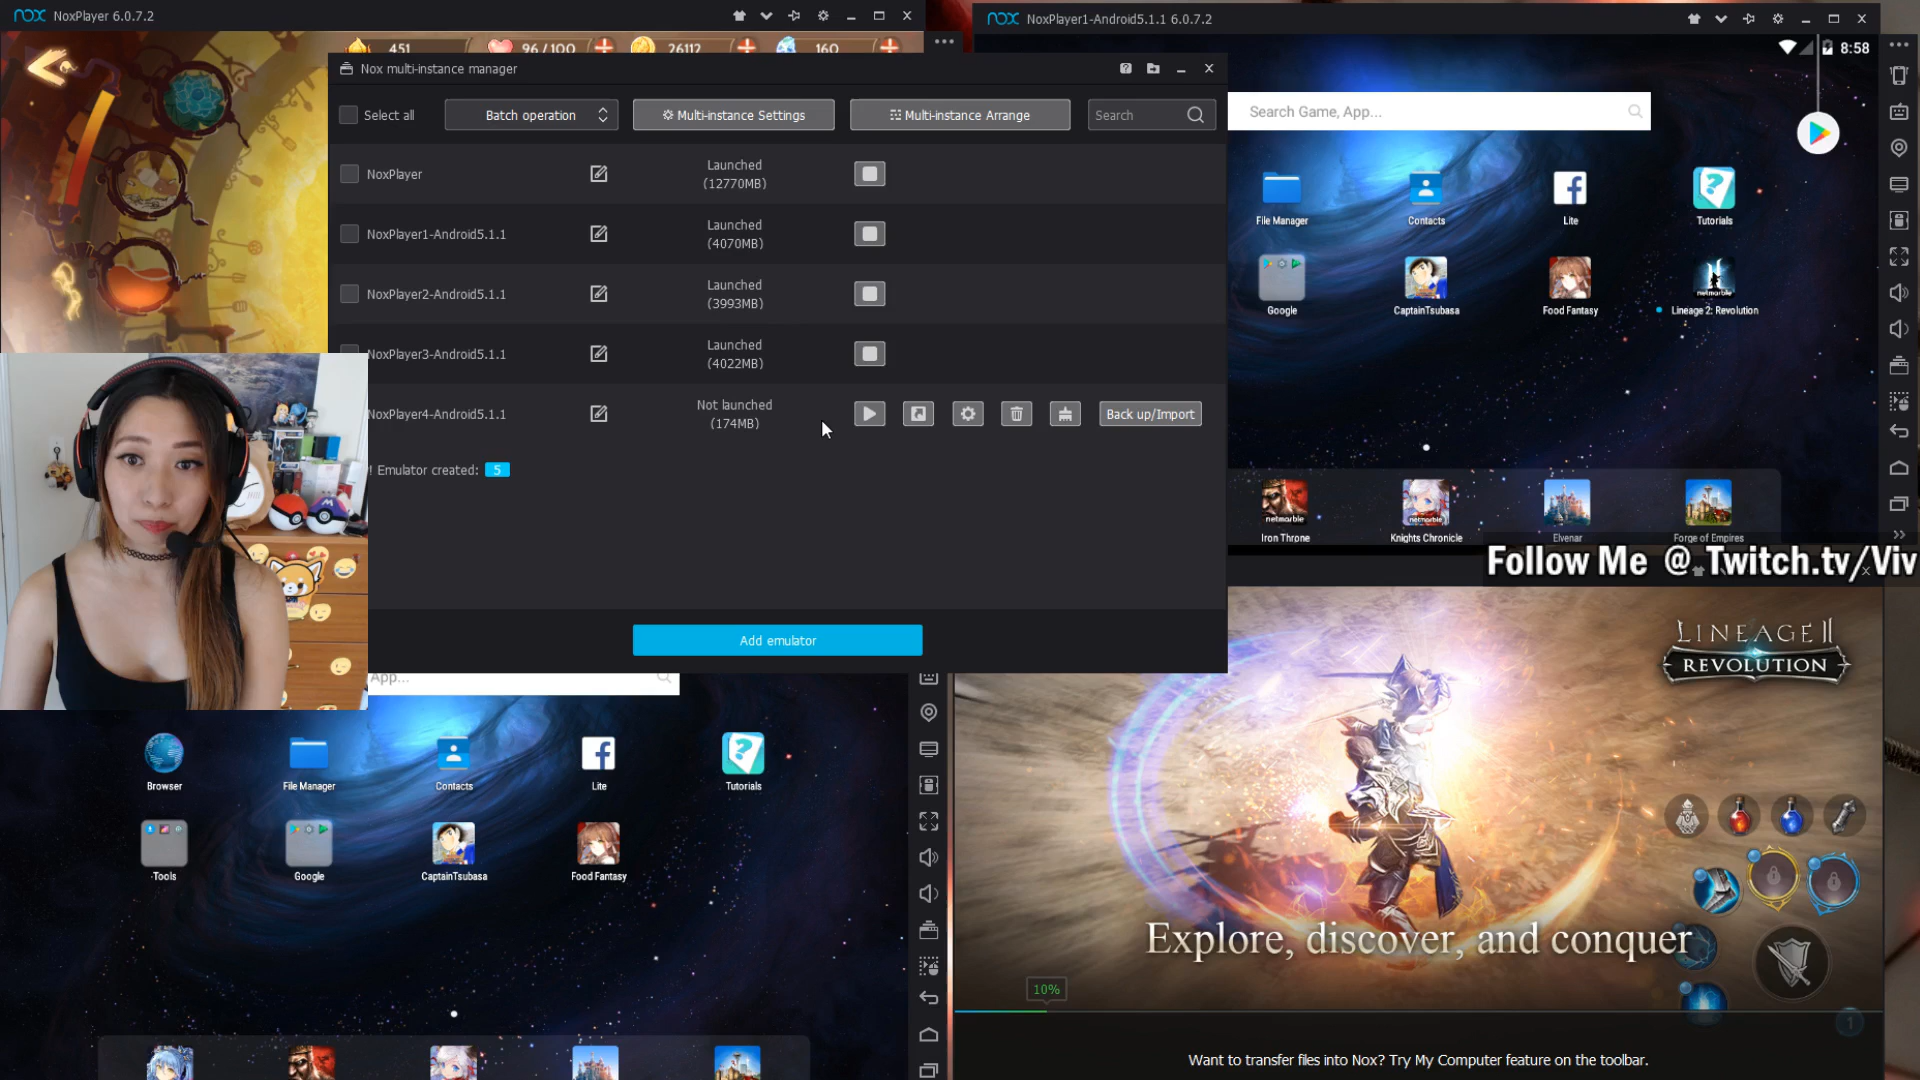 nox NoxPlayer 6.0.7.2
451
96/100
26112
160
nox NoxPlayer1-Android5.1.1 6.0.7.2
8:58
Nox multi-instance manager
Select all
Batch operation
Multi-instance Settings
Multi-instance Arrange
Search
NoxPlayer
Launched
(12770MB)
NoxPlayer1-Android5.1.1
Launched
(4070MB)
NoxPlayer2-Android5.1.1
Launched
(3993MB)
NoxPlayer3-Android5.1.1
Launched
(4022MB)
NoxPlayer4-Android5.1.1
Not launched
(174MB)
Back up/Import
! Emulator created: 5
Add emulator
Search Game, App...
File Manager
Contacts
Lite
Tutorials
Google
CaptainTsubasa
Food Fantasy
netmarble
Lineage 2: Revolution
netmarble
Iron Throne
netmarble
Knights Chronicle
Elvenar
Forge of Empires
Follow Me @ Twitch.tv/Viv
App...
Browser
File Manager
Contacts
Lite
Tutorials
Tools
Google
CaptainTsubasa
Food Fantasy
LINEAGE II
REVOLUTION
Explore, discover, and conquer
10%
1
Want to transfer files into Nox? Try My Computer feature on the toolbar.